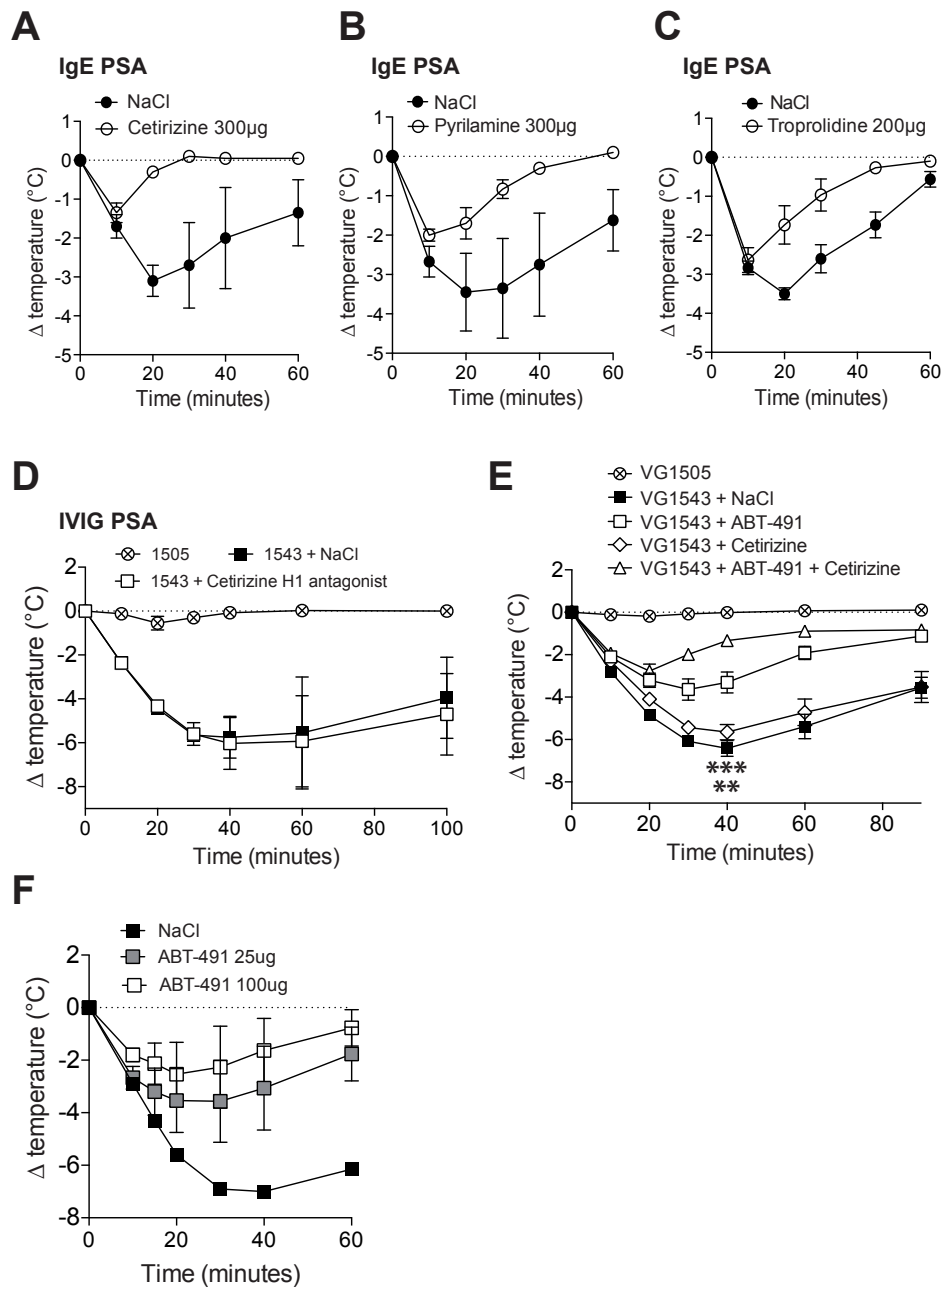 A
IgE PSA
NaCl
Cetirizine 300µg
1
0
-1
-2
-3
-4
-5
Δ temperature (°C)
0 20 40 60
Time (minutes)
B
IgE PSA
NaCl
Pyrilamine 300µg
1
0
-1
-2
-3
-4
-5
Δ temperature (°C)
0 20 40 60
Time (minutes)
C
IgE PSA
NaCl
Troprolidine 200µg
1
0
-1
-2
-3
-4
-5
Δ temperature (°C)
0 20 40 60
Time (minutes)
D
IVIG PSA
1505 1543 + NaCl
1543 + Cetirizine H1 antagonist
2
0
-2
-4
-6
-8
Δ temperature (°C)
0 20 40 60 80 100
Time (minutes)
E
VG1505
VG1543 + NaCl
VG1543 + ABT-491
VG1543 + Cetirizine
VG1543 + ABT-491 + Cetirizine
2
0
-2
-4
-6
-8
Δ temperature (°C)
***
**
0 20 40 60 80
Time (minutes)
F
NaCl
ABT-491 25ug
ABT-491 100ug
2
0
-2
-4
-6
-8
Δ temperature (°C)
0 20 40 60
Time (minutes)